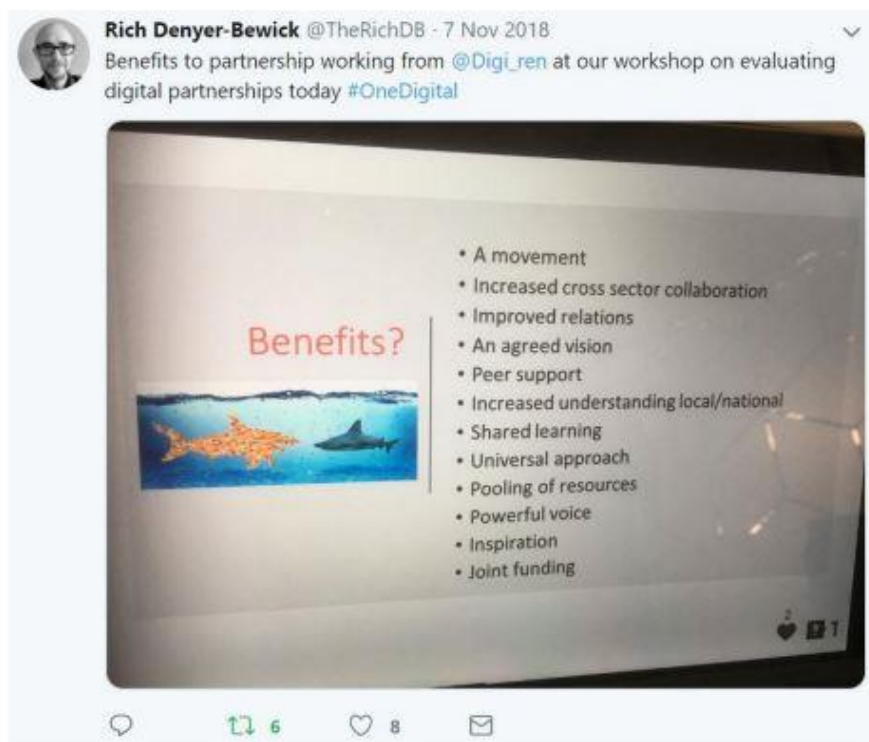 Rich Denyer-Bewick @TheRichDB · 7 Nov 2018
Benefits to partnership working from @Digi_ren at our workshop on evaluating
digital partnerships today #OneDigital
Benefits?
• A movement
• Increased cross sector collaboration
• Improved relations
• An agreed vision
• Peer support
• Increased understanding local/national
• Shared learning
• Universal approach
• Pooling of resources
• Powerful voice
• Inspiration
• Joint funding
2
1
6
8